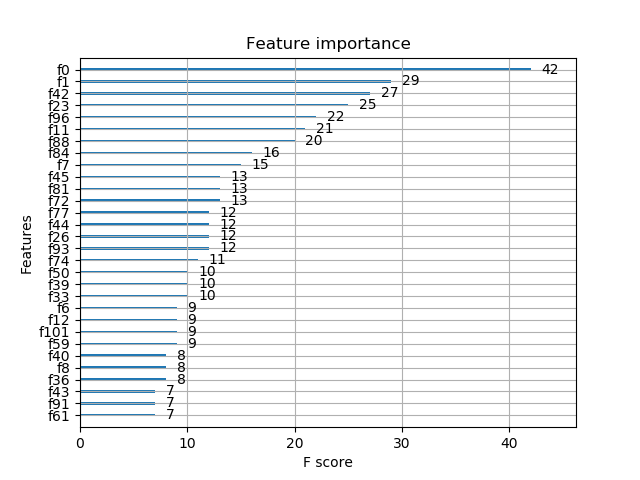 Feature importance
f0 42
f1 29
f42 27
f23 25
f96 22
f11 21
f88 20
f84 16
f7 15
f45 13
f81 13
f72 13
f77 12
f44 12
f26 12
f93 12
f74 11
f50 10
f39 10
f33 10
f6 9
f12 9
f101 9
f59 9
f40 8
f8 8
f36 8
f43 7
f91 7
f61 7
0 10 20 30 40
F score
Features